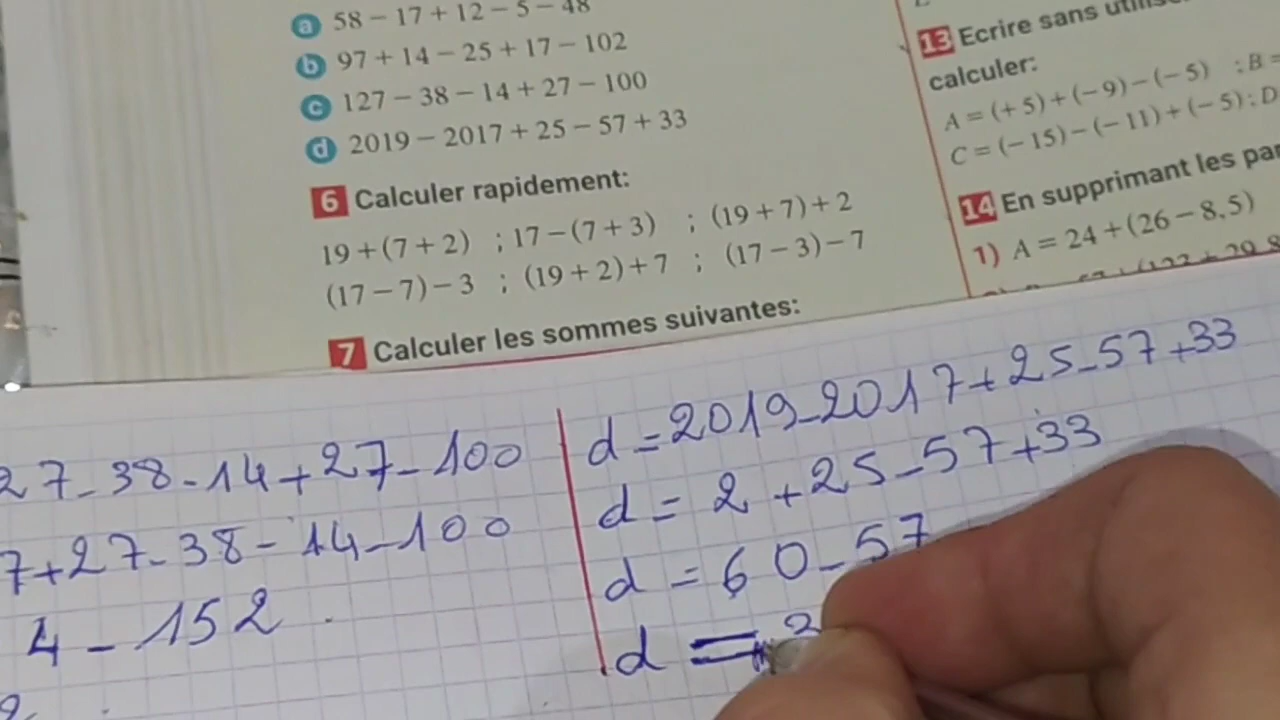 a 58 − 17 + 12 − 5 − 48
b 97 + 14 − 25 + 17 − 102
c 127 − 38 − 14 + 27 − 100
d 2019 − 2017 + 25 − 57 + 33
6 Calculer rapidement:
19 + (7 + 2) ; 17 − (7 + 3) ; (19 + 7) + 2
(17 − 7) − 3 ; (19 + 2) + 7 ; (17 − 3) − 7
7 Calculer les sommes suivantes:
13 Ecrire sans
calculer:
A = (+ 5) + (− 9) − (− 5) ; B =
C = (− 15) − (− 11) + (− 5) ; D
14 En supprimant les
1) A = 24 + (26 − 8,5)
27 - 38 - 14 + 27 - 100
7 + 27 - 38 - 14 - 100
4 - 152
d = 2019 - 2017 + 25 - 57 + 33
d = 2 + 25 - 57 + 33
d = 60 - 57
d =